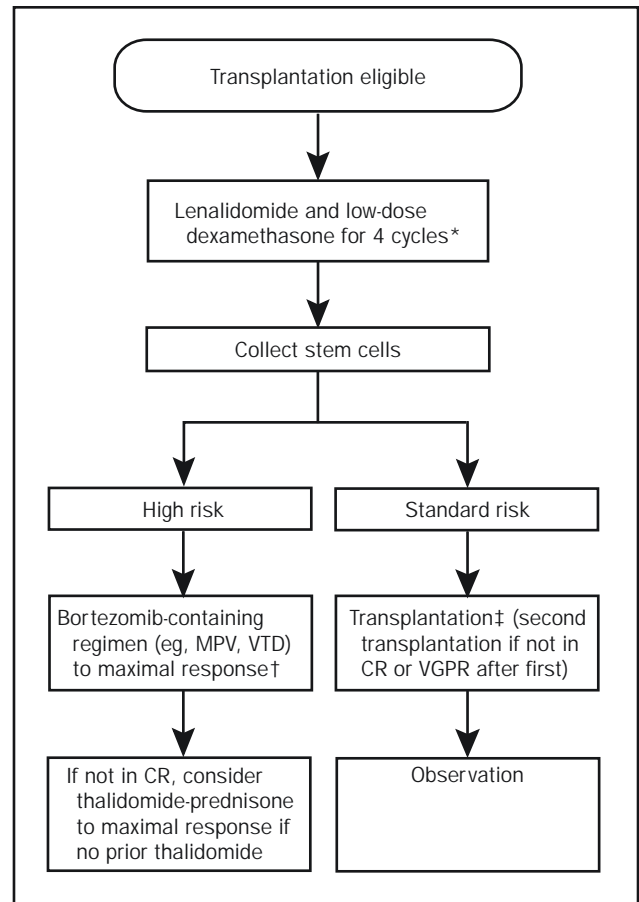 Transplantation eligible
Lenalidomide and low-dose
dexamethasone for 4 cycles*
Collect stem cells
High risk
Standard risk
Bortezomib-containing
regimen (eg, MPV, VTD)
to maximal response†
Transplantation‡ (second
transplantation if not in
CR or VGPR after first)
If not in CR, consider
thalidomide-prednisone
to maximal response if
no prior thalidomide
Observation